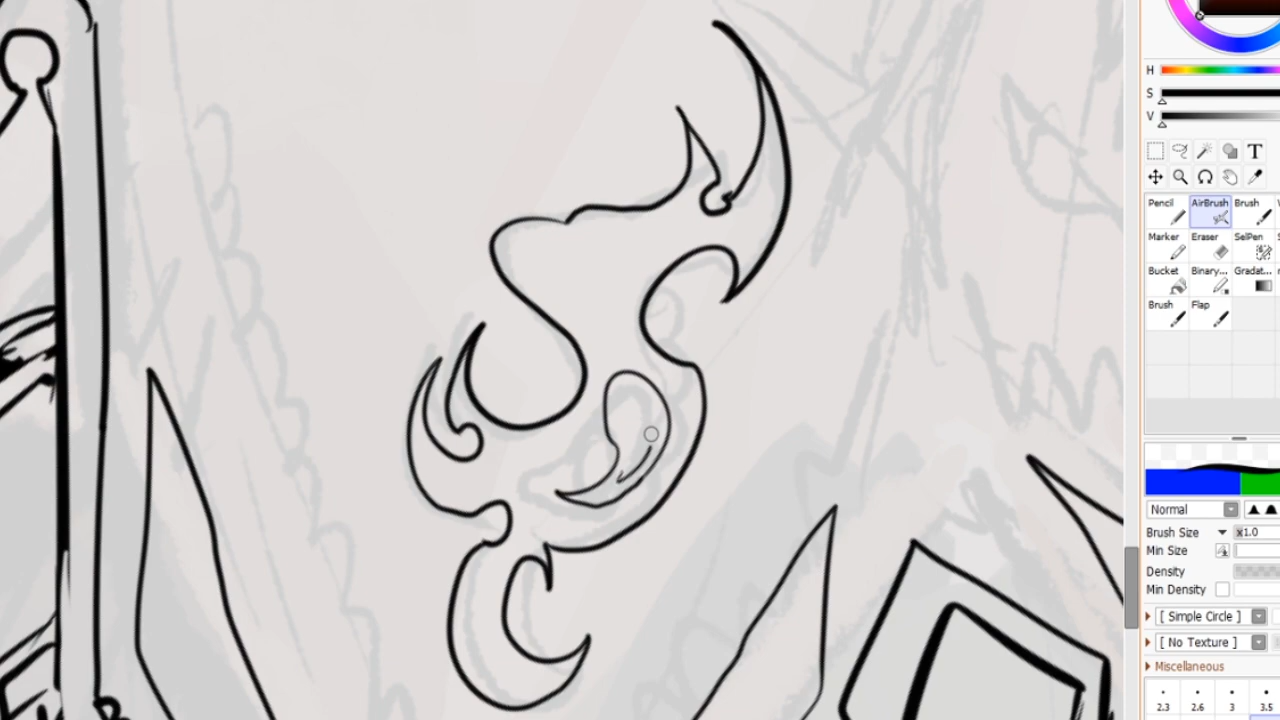 H
S
V
T
Pencil AirBrush Brush
Marker Eraser SelPen
Bucket Binary... Gradat...
Brush Flap
Normal
Brush Size x1.0
Min Size
Density
Min Density
[ Simple Circle ]
[ No Texture ]
Miscellaneous
2.3 2.6 3 3.5